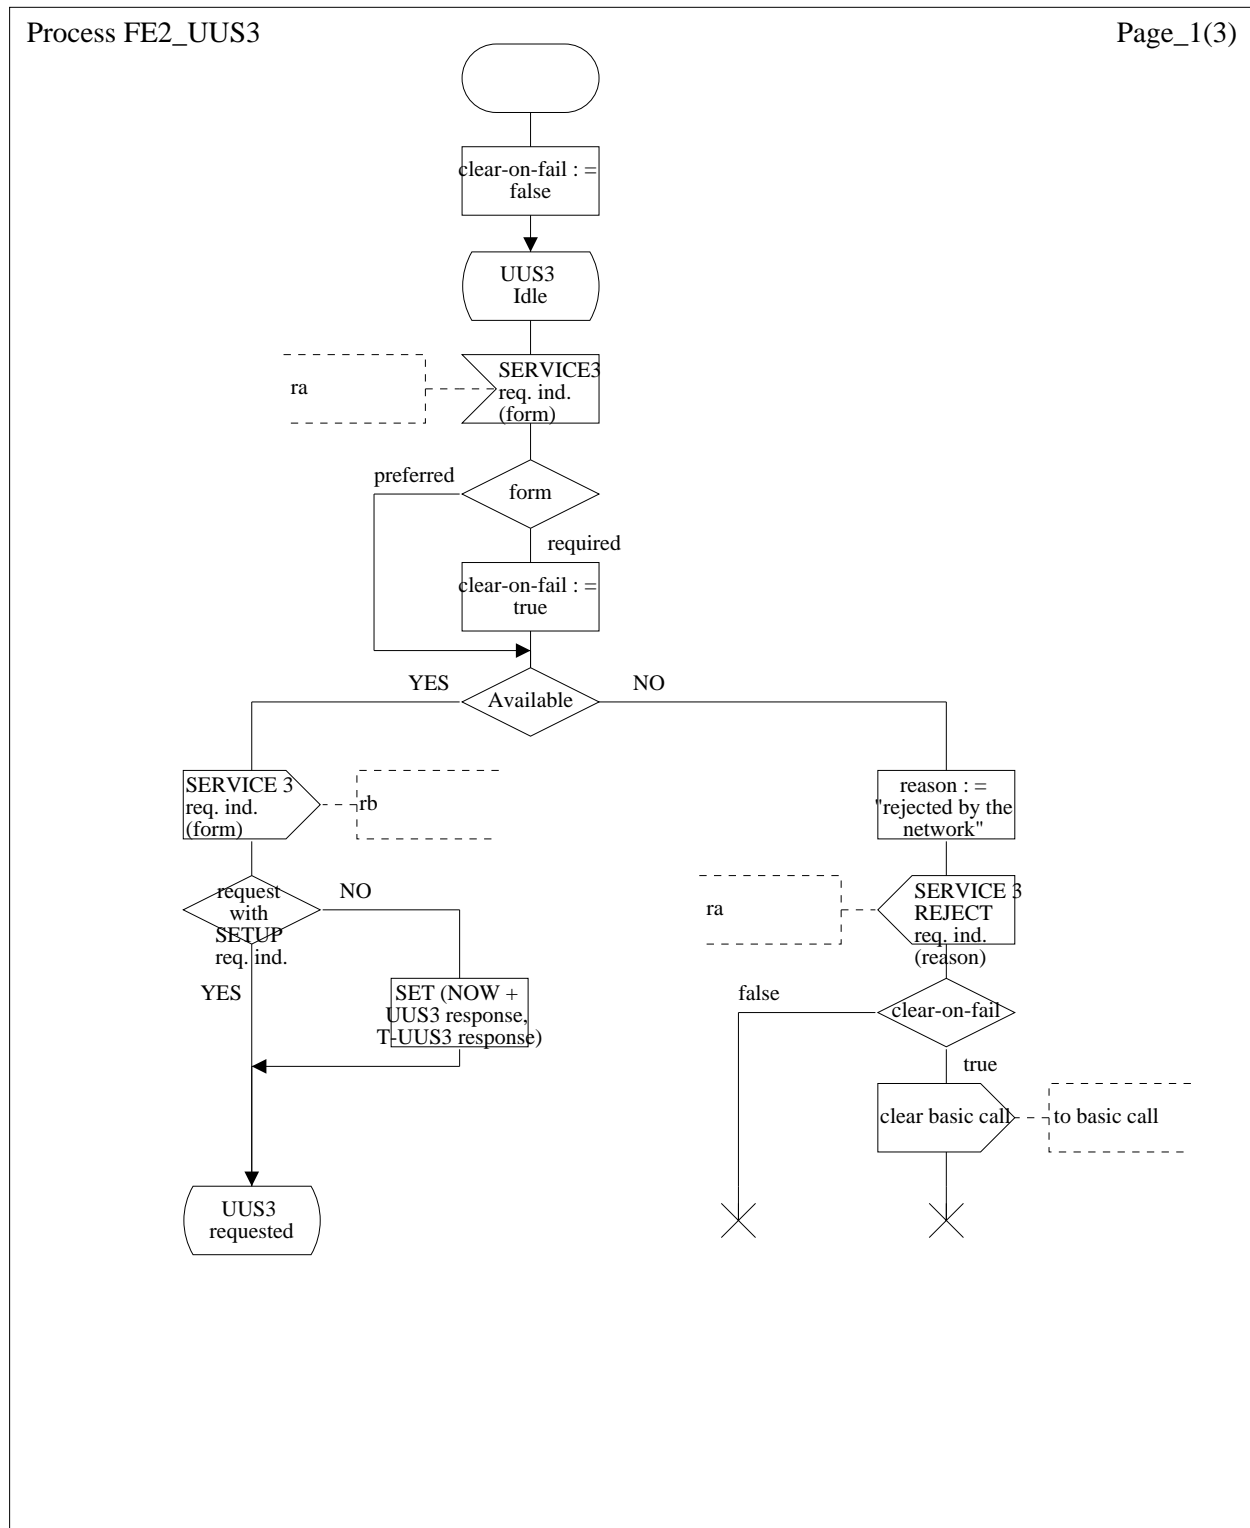 Process FE2_UUS3
Page_1(3)
clear-on-fail : =
false
UUS3
Idle
ra
SERVICE3
req. ind.
(form)
preferred
form
required
clear-on-fail : =
true
YES
Available
NO
SERVICE 3
req. ind.
(form)
rb
reason : =
"rejected by the
network"
request
with
SETUP
req. ind.
NO
YES
ra
SERVICE 3
REJECT
req. ind.
(reason)
SET (NOW +
UUS3 response,
T-UUS3 response)
false
clear-on-fail
true
clear basic call
to basic call
UUS3
requested